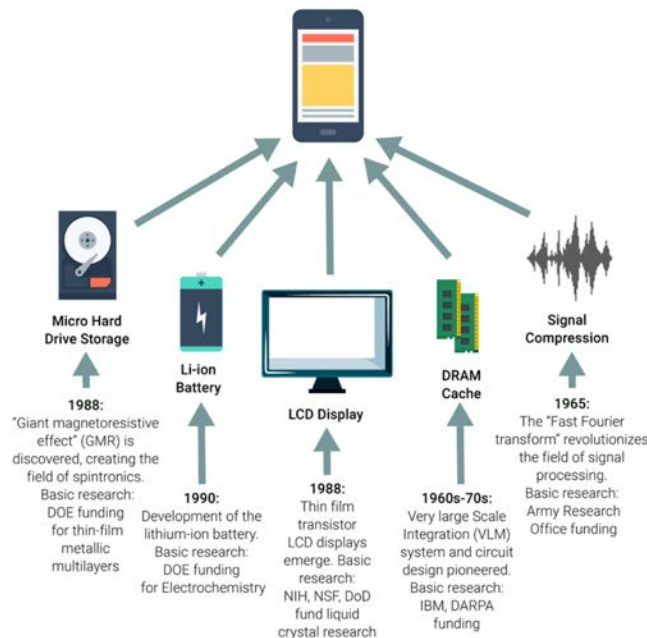 Micro Hard
Drive Storage
1988:
"Giant magnetoresistive
effect" (GMR) is
discovered, creating the
field of spintronics.
Basic research:
DOE funding
for thin-film
metallic
multilayers
Li-ion
Battery
1990:
Development of the
lithium-ion battery.
Basic research:
DOE funding
for Electrochemistry
LCD Display
1988:
Thin film
transistor
LCD displays
emerge. Basic
research:
NIH, NSF, DoD
fund liquid
crystal research
DRAM
Cache
1960s-70s:
Very large Scale
Integration (VLM)
system and circuit
design pioneered.
Basic research:
IBM, DARPA
funding
Signal
Compression
1965:
The "Fast Fourier
transform" revolutionizes
the field of signal
processing.
Basic research:
Army Research
Office funding